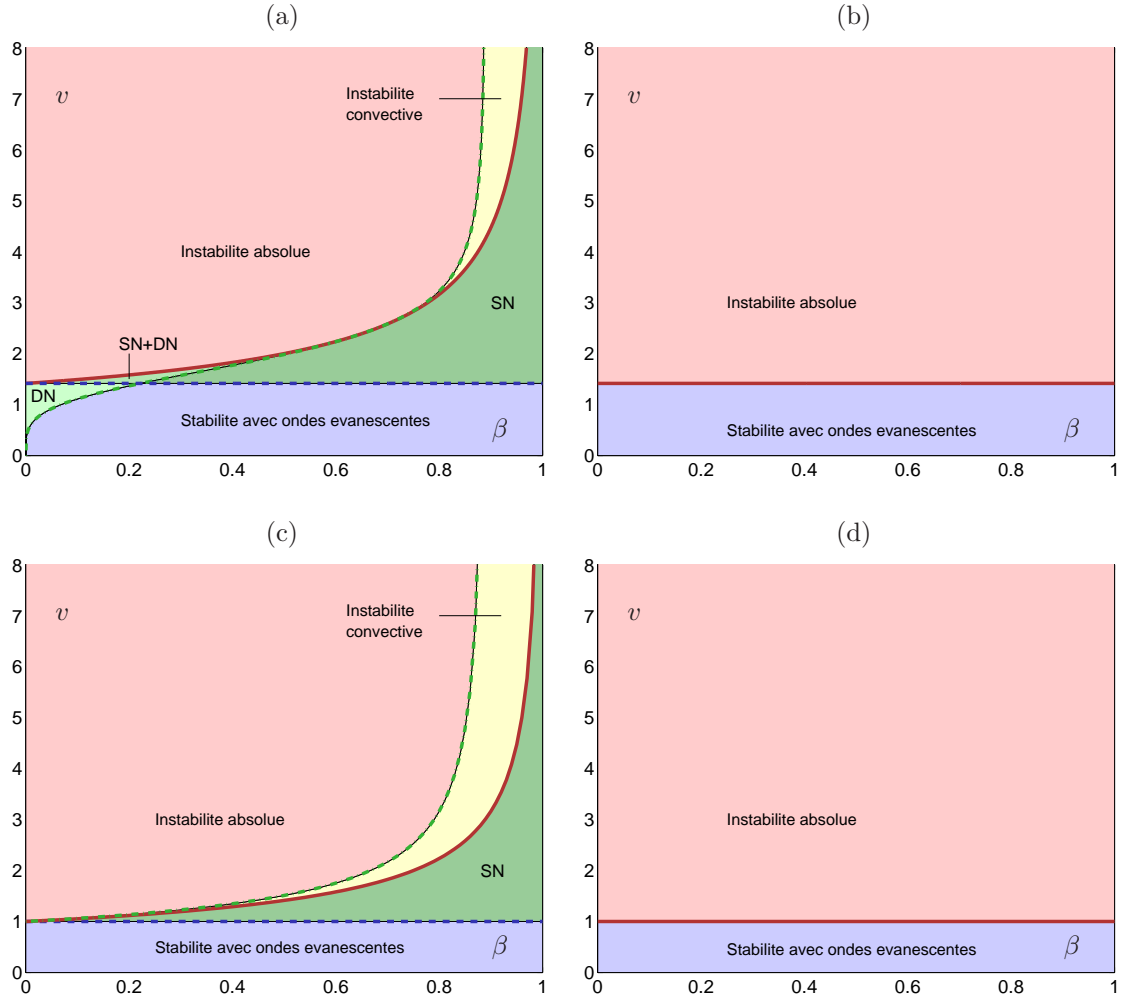 (a)
8
7
6
5
4
3
2
1
0
v
Instabilite
convective
Instabilite absolue
SN
SN+DN
DN
Stabilite avec ondes evanescentes
β
0 0.2 0.4 0.6 0.8 1
(b)
8
7
6
5
4
3
2
1
0
v
Instabilite absolue
Stabilite avec ondes evanescentes
β
0 0.2 0.4 0.6 0.8 1
(c)
8
7
6
5
4
3
2
1
0
v
Instabilite
convective
Instabilite absolue
SN
Stabilite avec ondes evanescentes
β
0 0.2 0.4 0.6 0.8 1
(d)
8
7
6
5
4
3
2
1
0
v
Instabilite absolue
Stabilite avec ondes evanescentes
β
0 0.2 0.4 0.6 0.8 1